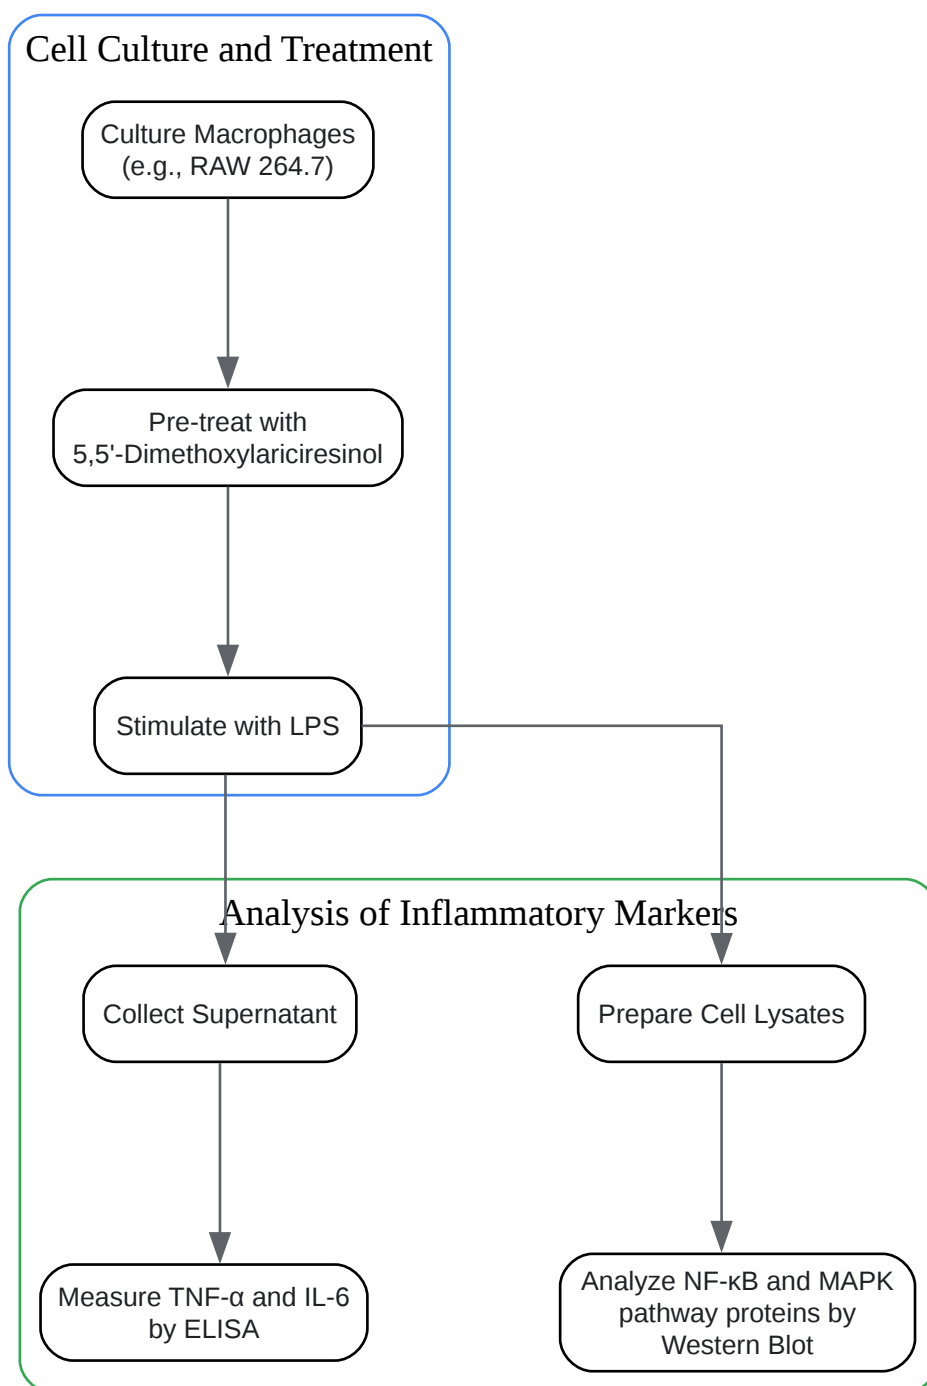 Cell Culture and Treatment
Culture Macrophages
(e.g., RAW 264.7)
Pre-treat with
5,5'-Dimethoxylariciresinol
Stimulate with LPS
Analysis of Inflammatory Markers
Collect Supernatant
Prepare Cell Lysates
Measure TNF-α and IL-6
by ELISA
Analyze NF-κB and MAPK
pathway proteins by
Western Blot